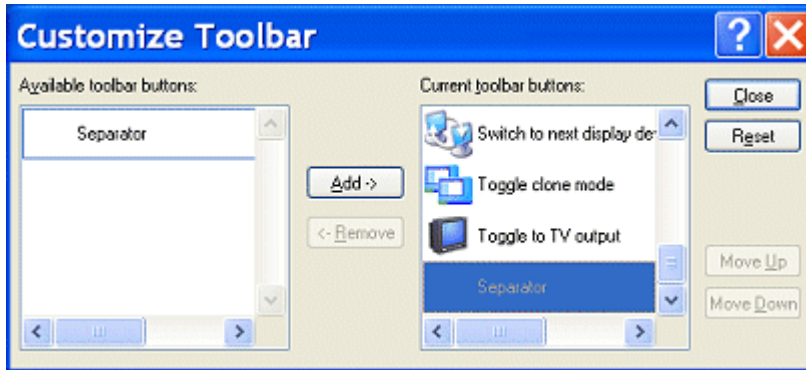 Customize Toolbar
Available toolbar buttons:
Separator
Add ->
<- Remove
Current toolbar buttons:
Switch to next display de
Toggle clone mode
Toggle to TV output
Separator
Close
Reset
Move Up
Move Down